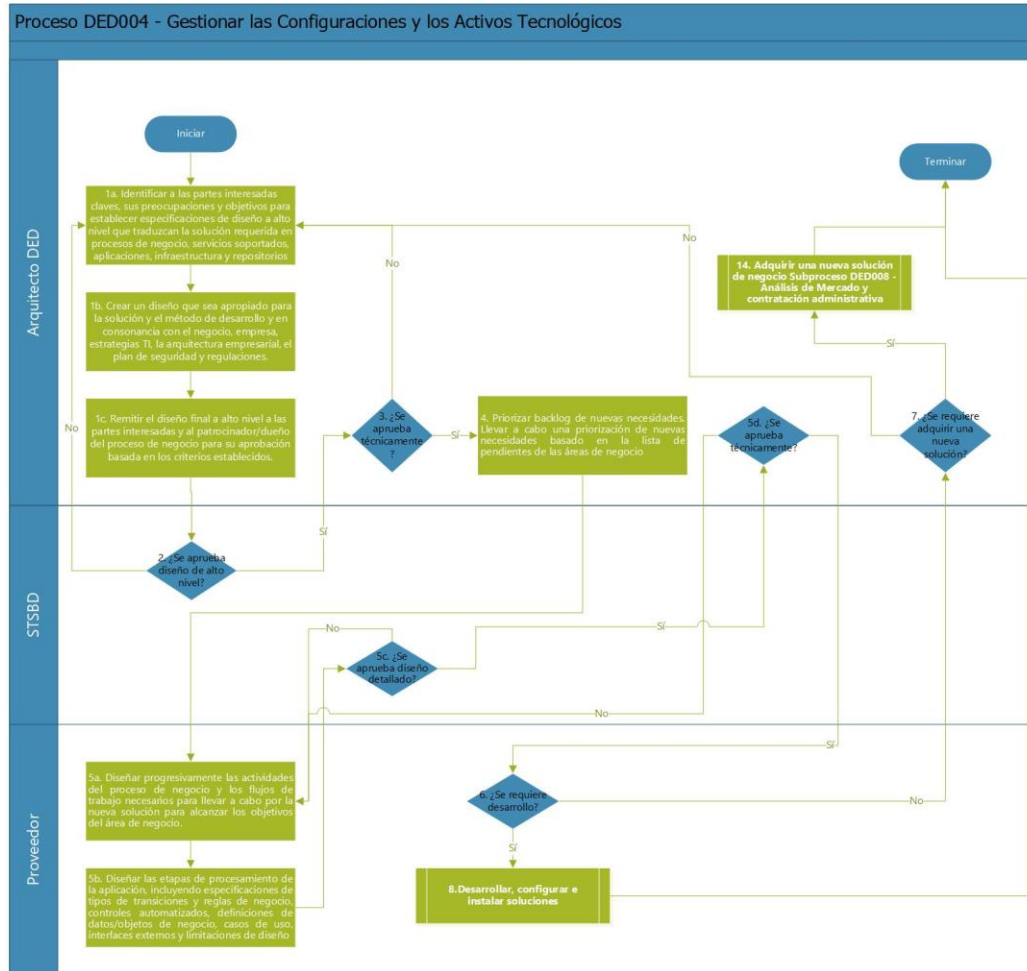 Proceso DED004 - Gestionar las Configuraciones y los Activos Tecnológicos
Arquitecto DED
Iniciar
Terminar
1a. Identificar a las partes interesadas
claves, sus preocupaciones y objetivos para
establecer especificaciones de diseño a alto
nivel que traduzcan la solución requerida en
procesos de negocio, servicios soportados,
aplicaciones, infraestructura y repositorios
No
No
14. Adquirir una nueva solución
de negocio Subproceso DED008 -
Análisis de Mercado y
contratación administrativa
1b. Crear un diseño que sea apropiado para
la solución y el método de desarrollo y en
consonancia con el negocio, empresa,
estrategias TI, la arquitectura empresarial, el
plan de seguridad y regulaciones.
Sí
No
1c. Remitir el diseño final a alto nivel a las
partes interesadas y al patrocinador/dueño
del proceso de negocio para su aprobación
basada en los criterios establecidos.
3. ¿Se
aprueba
técnicamente
?
Sí
4. Priorizar backlog de nuevas necesidades.
Llevar a cabo una priorización de nuevas
necesidades basado en la lista de
pendientes de las áreas de negocio
5d. ¿Se
aprueba
técnicamente?
7. ¿Se requiere
adquirir una
nueva
solución?
STSBD
Sí
2. ¿Se aprueba
diseño de alto
nivel?
No
Sí
5c. ¿Se
aprueba diseño
detallado?
No
Proveedor
Sí
5a. Diseñar progresivamente las actividades
del proceso de negocio y los flujos de
trabajo necesarios para llevar a cabo por la
nueva solución para alcanzar los objetivos
del área de negocio.
6. ¿Se requiere
desarrollo?
No
Sí
5b. Diseñar las etapas de procesamiento de
la aplicación, incluyendo especificaciones de
tipos de transiciones y reglas de negocio,
controles automatizados, definiciones de
datos/objetos de negocio, casos de uso,
interfaces externos y limitaciones de diseño
8.Desarrollar, configurar e
instalar soluciones